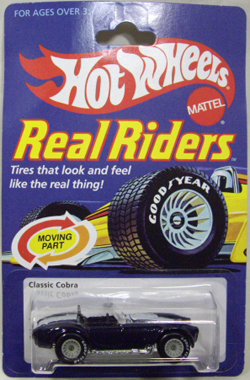 FOR AGES OVER 3
Hot Wheels
MATTEL
Real Riders
Tires that look and feel
like the real thing!
GOODYEAR
MOVING
PART
Classic Cobra